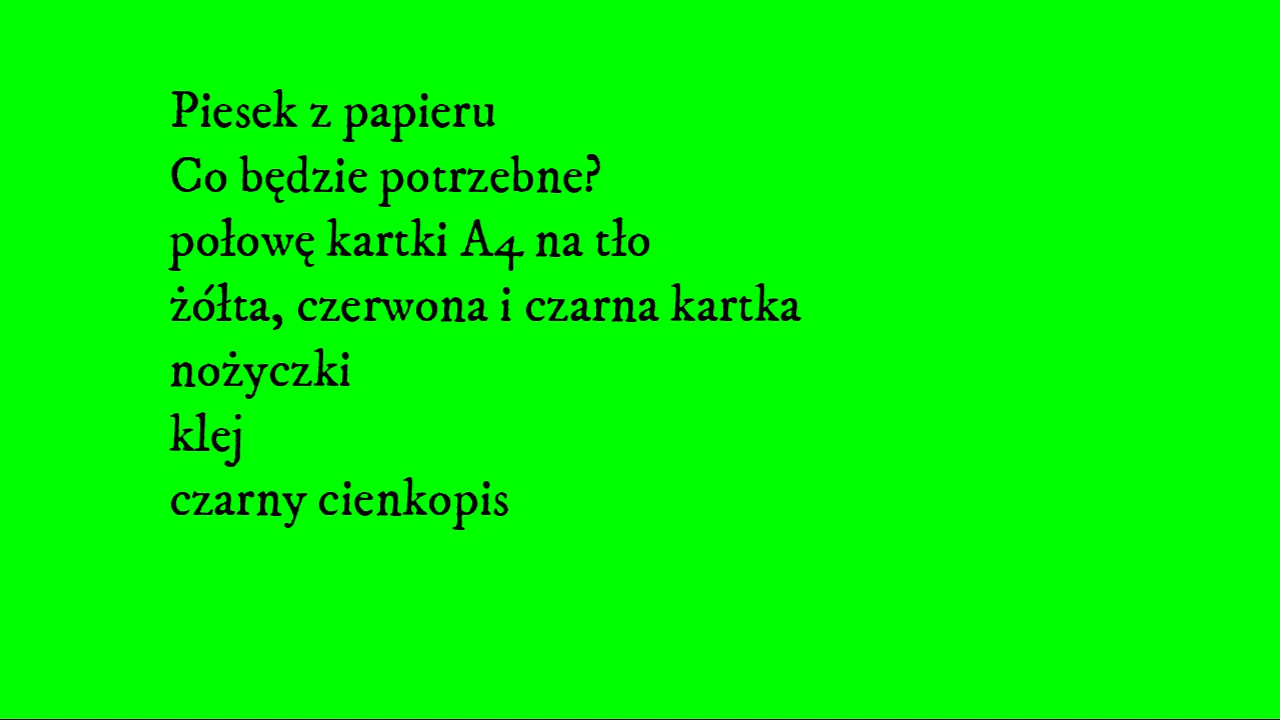 Piesek z papieru
Co będzie potrzebne?
połowę kartki A4 na tło
żółta, czerwona i czarna kartka
nożyczki
klej
czarny cienkopis